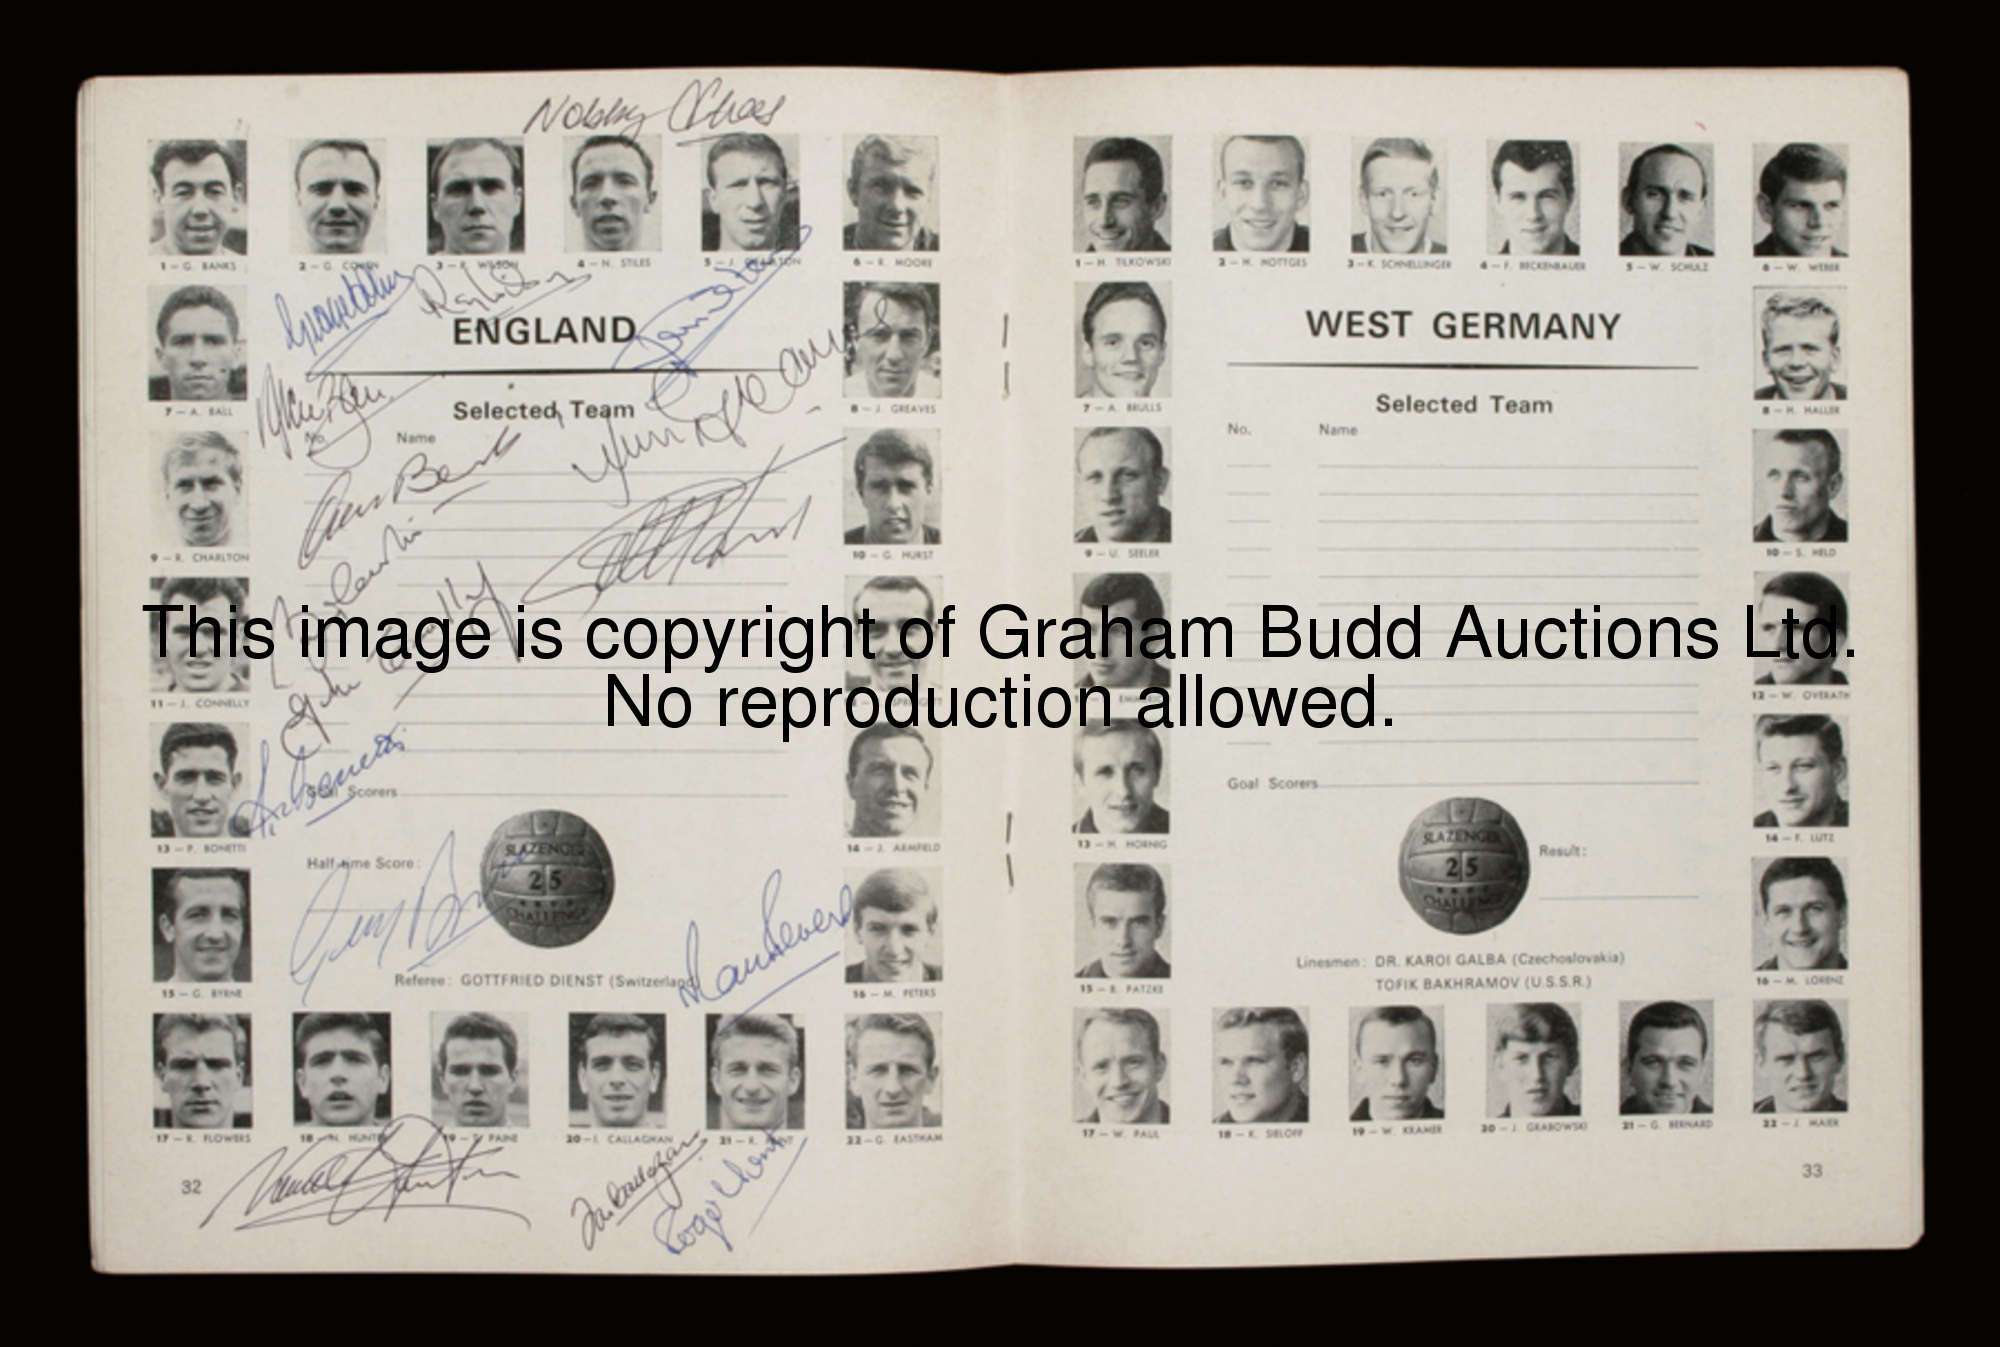 Nobby Stiles
1 — G. BANKS
2 — G. COHEN
3 — R. WILSON
4 — N. STILES
5 — J. CHARLTON
6 — R. MOORE
ENGLAND
Selected Team
No. Name
7 — A. BALL
8 — J. GREAVES
9 — R. CHARLTON
10 — G. HURST
11 — J. CONNELLY
John Connelly
13 — P. BONETTI
14 — J. ARMFIELD
Goal Scorers
Half-time Score:
SLAZENGER
25
CHALLENGE
15 — G. BYRNE
16 — M. PETERS
Referee: GOTTFRIED DIENST (Switzerland)
17 — R. FLOWERS
18 — N. HUNTER
19 — T. PAINE
20 — I. CALLAGHAN
21 — R. HUNT
22 — G. EASTHAM
Ian Callaghan
Roger Hunt
32
1 — H. TILKOWSKI
2 — H. HOTTGES
3 — K. SCHNELLINGER
4 — F. BECKENBAUER
5 — W. SCHULZ
6 — W. WEBER
WEST GERMANY
Selected Team
No. Name
7 — A. BRULLS
8 — H. HALLER
9 — U. SEELER
10 — S. HELD
12 — W. OVERATH
13 — H. HORNIG
14 — F. LUTZ
Goal Scorers
SLAZENGER
25
CHALLENGE
Result:
15 — B. PATZKE
16 — M. LORENZ
Linesmen: DR. KAROI GALBA (Czechoslovakia)
TOFIK BAKHRAMOV (U.S.S.R.)
17 — W. PAUL
18 — K. SIELOFF
19 — W. KRAMER
20 — J. GRABOWSKI
21 — G. BERNARD
22 — J. MAIER
33
This image is copyright of Graham Budd Auctions Ltd.
No reproduction allowed.